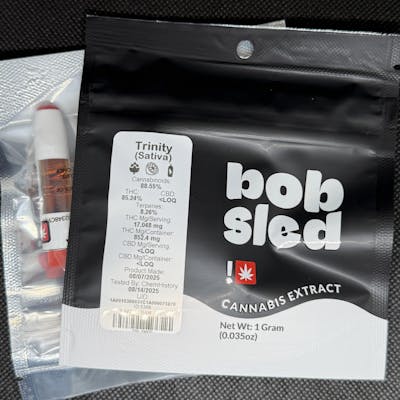 Trinity
(Sativa)
Cannabinoids:
88.55%
THC: CBD:
85.24% <LOQ
Terpenes:
8.26%
THC Mg/Serving:
17.048 mg
THC Mg/Container:
852.4 mg
CBD Mg/Serving:
<LOQ
CBD Mg/Container:
<LOQ
Product Made:
08/07/2025
Tested By: ChemHistory
08/14/2025
UID:
bob
sled
!
CANNABIS EXTRACT
Net Wt: 1 Gram
(0.035oz)